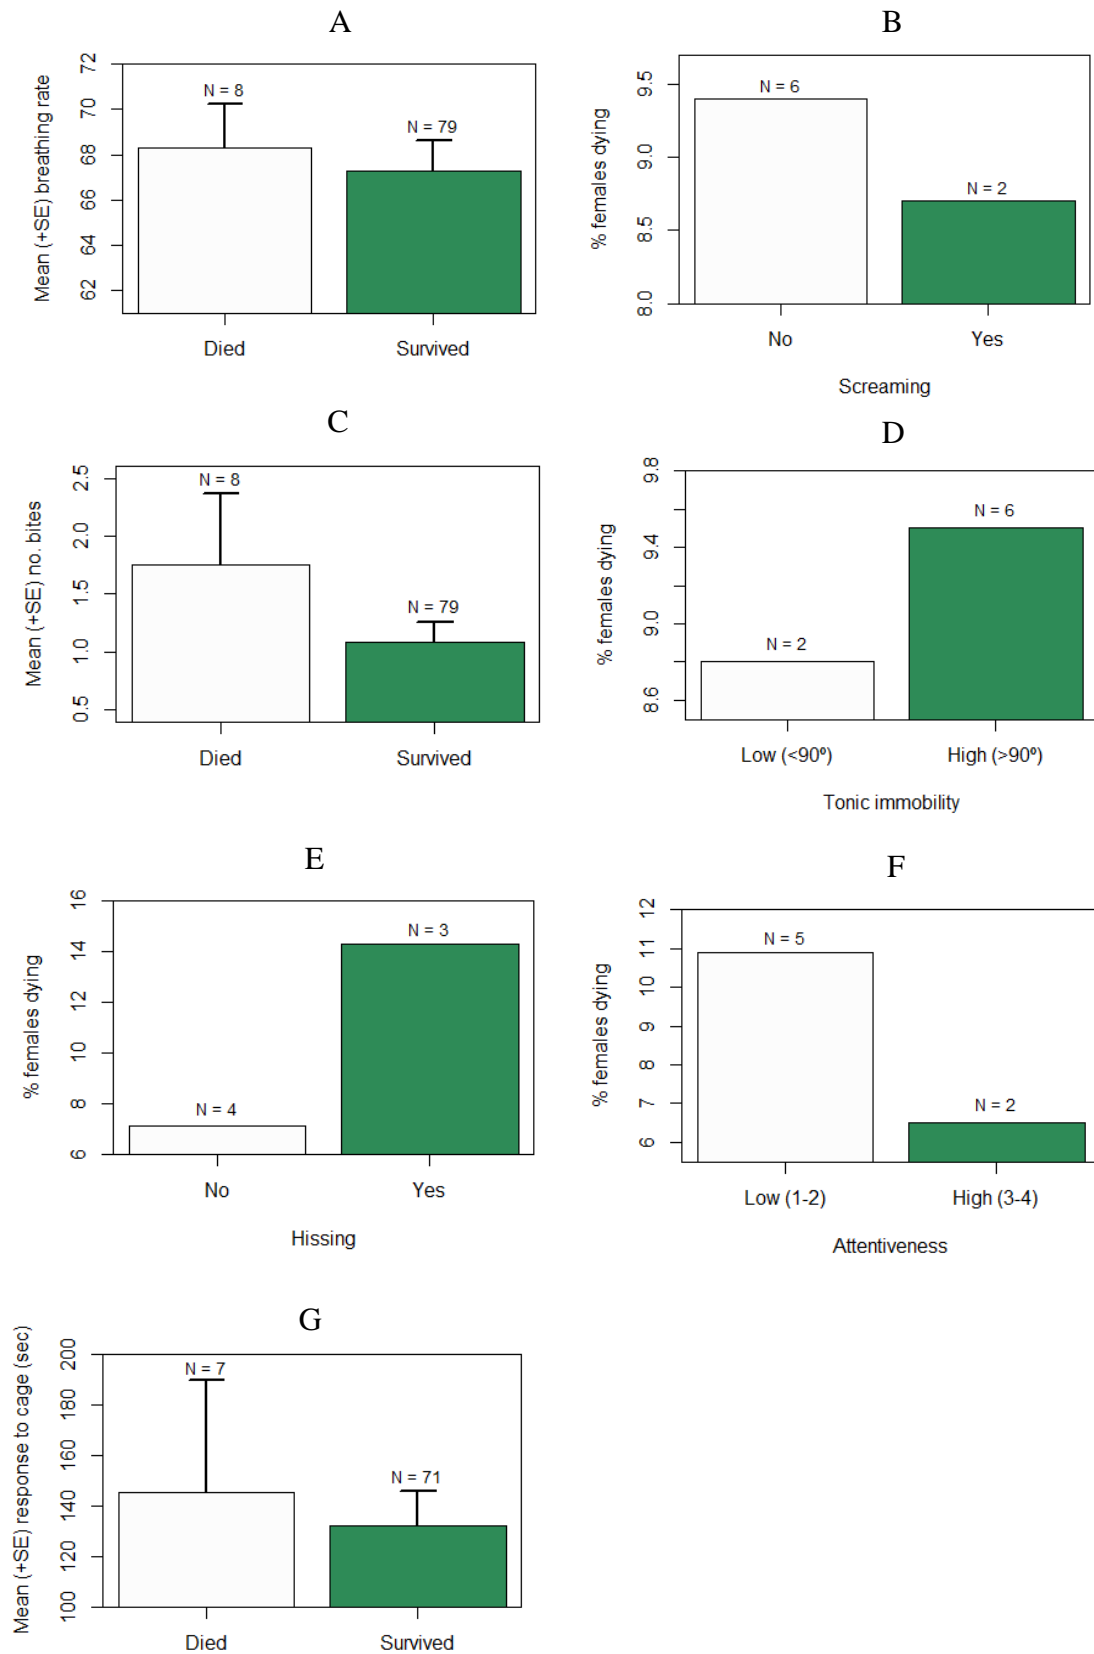 A
Mean (+SE) breathing rate
72
70
68
66
64
62
N = 8
N = 79
Died
Survived
B
% females dying
9.5
9.0
8.5
8.0
N = 6
N = 2
No
Yes
Screaming
C
Mean (+SE) no. bites
2.5
2.0
1.5
1.0
0.5
N = 8
N = 79
Died
Survived
D
% females dying
9.8
9.4
9.0
8.6
N = 2
N = 6
Low (<90º)
High (>90º)
Tonic immobility
E
% females dying
16
14
12
10
8
6
N = 4
N = 3
No
Yes
Hissing
F
% females dying
12
11
10
9
8
7
6
N = 5
N = 2
Low (1-2)
High (3-4)
Attentiveness
G
Mean (+SE) response to cage (sec)
200
180
160
140
120
100
N = 7
N = 71
Died
Survived